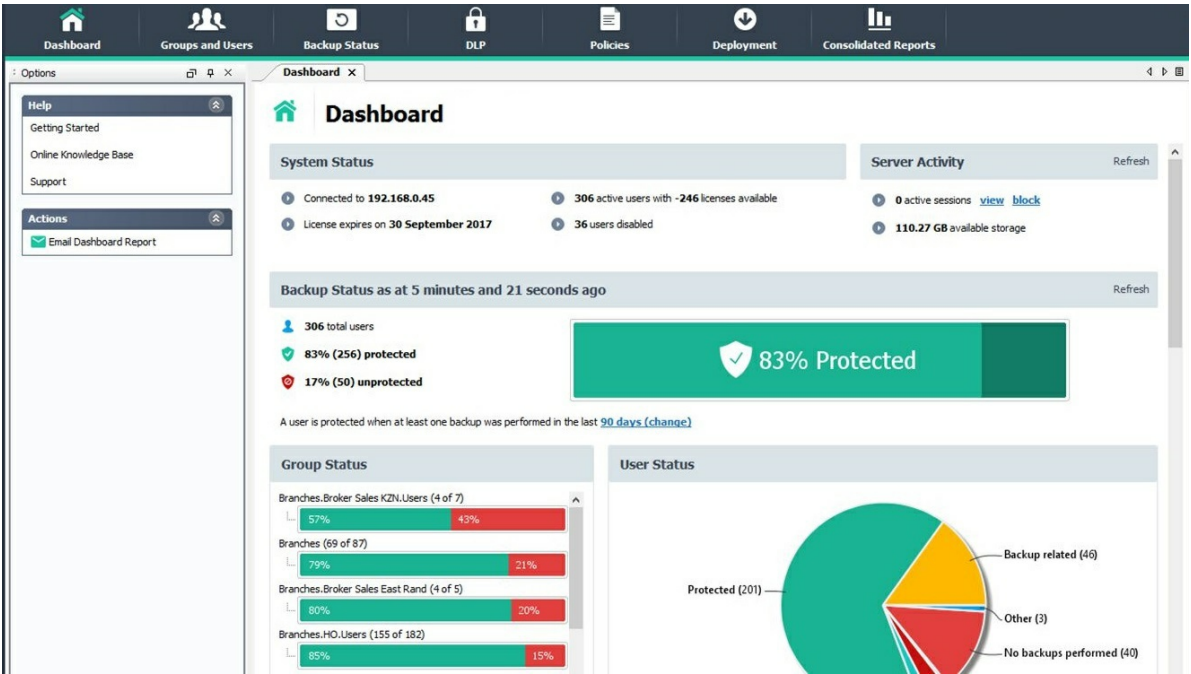 Dashboard Groups and Users Backup Status DLP Policies Deployment Consolidated Reports
Options
Help
Getting Started
Online Knowledge Base
Support
Actions
Email Dashboard Report
Dashboard
Dashboard
System Status
Connected to 192.168.0.45
License expires on 30 September 2017
306 active users with -246 licenses available
36 users disabled
Server Activity Refresh
0 active sessions view block
110.27 GB available storage
Backup Status as at 5 minutes and 21 seconds ago Refresh
306 total users
83% (256) protected
17% (50) unprotected
83% Protected
A user is protected when at least one backup was performed in the last 90 days (change)
Group Status
Branches.Broker Sales KZN.Users (4 of 7)
57% 43%
Branches (69 of 87)
79% 21%
Branches.Broker Sales East Rand (4 of 5)
80% 20%
Branches.HO.Users (155 of 182)
85% 15%
User Status
Backup related (46)
Protected (201)
Other (3)
No backups performed (40)